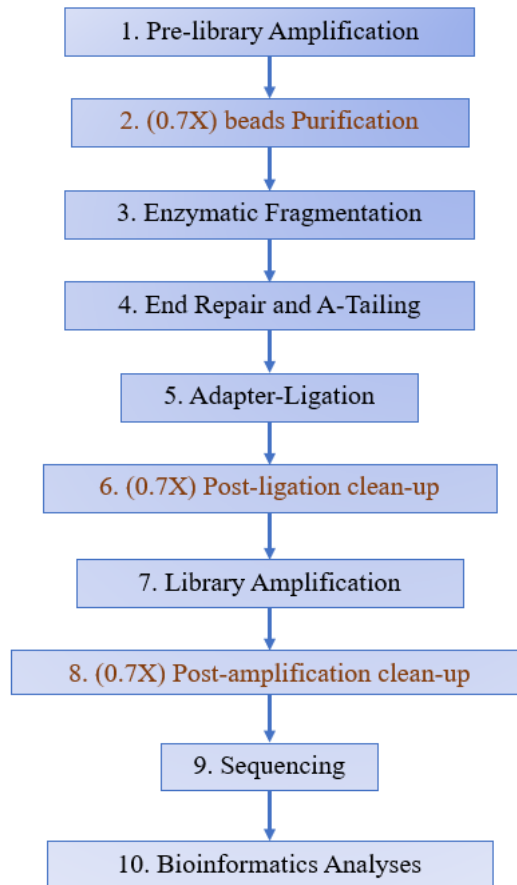 1. Pre-library Amplification
2. (0.7X) beads Purification
3. Enzymatic Fragmentation
4. End Repair and A-Tailing
5. Adapter-Ligation
6. (0.7X) Post-ligation clean-up
7. Library Amplification
8. (0.7X) Post-amplification clean-up
9. Sequencing
10. Bioinformatics Analyses